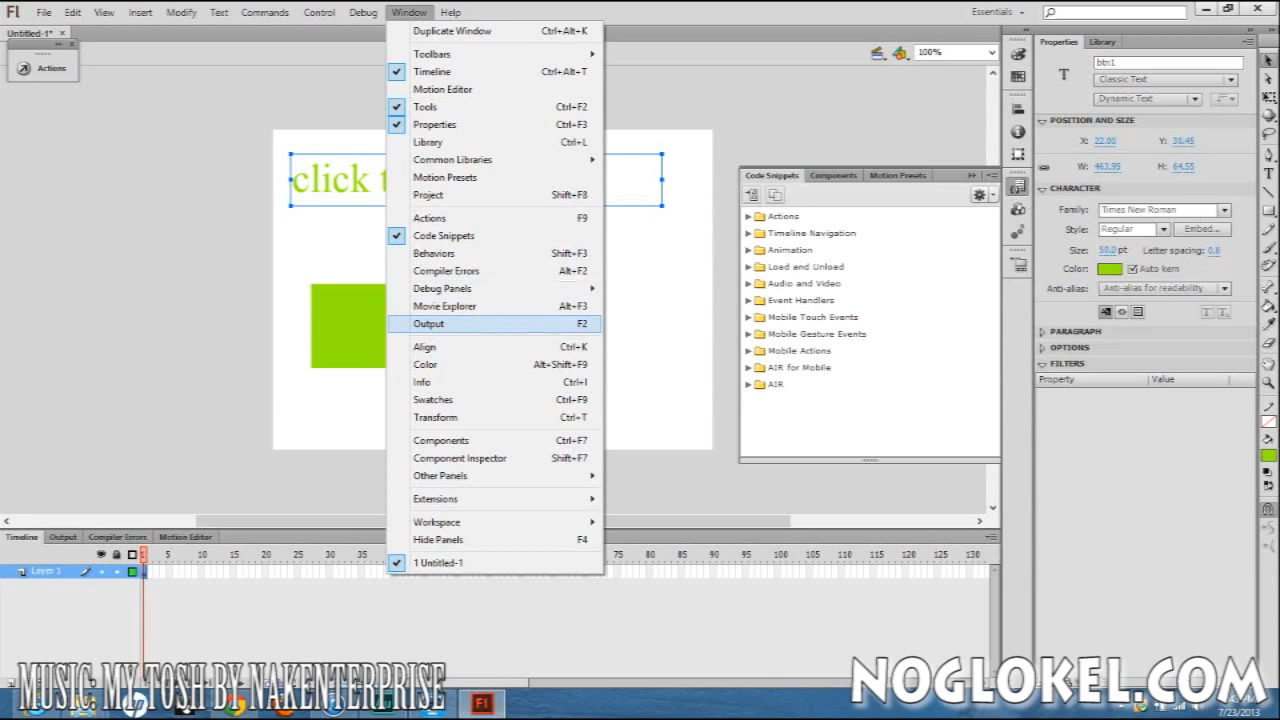 Fl File Edit View Insert Modify Text Commands Control Debug Window Help Essentials
Untitled-1* ×
Actions
100%
click t
Duplicate Window Ctrl+Alt+K
Toolbars
Timeline Ctrl+Alt+T
Motion Editor
Tools Ctrl+F2
Properties Ctrl+F3
Library Ctrl+L
Common Libraries
Motion Presets
Project Shift+F8
Actions F9
Code Snippets
Behaviors Shift+F3
Compiler Errors Alt+F2
Debug Panels
Movie Explorer Alt+F3
Output F2
Align Ctrl+K
Color Alt+Shift+F9
Info Ctrl+I
Swatches Ctrl+F9
Transform Ctrl+T
Components Ctrl+F7
Component Inspector Shift+F7
Other Panels
Extensions
Workspace
Hide Panels F4
1 Untitled-1
Code Snippets Components Motion Presets
Actions
Timeline Navigation
Animation
Load and Unload
Audio and Video
Event Handlers
Mobile Touch Events
Mobile Gesture Events
Mobile Actions
AIR for Mobile
AIR
Properties Library
T
btn1
Classic Text
Dynamic Text
POSITION AND SIZE
X: 22.00 Y: 30.45
W: 463.95 H: 64.55
CHARACTER
Family: Times New Roman
Style: Regular Embed...
Size: 50.0 pt Letter spacing: 0.0
Color: Auto kern
Anti-alias: Anti-alias for readability
PARAGRAPH
OPTIONS
FILTERS
Property Value
Timeline Output Compiler Errors Motion Editor
1 5 10 15 20 25 30 35 75 80 85 90 95 100 105 110 115 120 125 130
Layer 1
MUSIC: MY TOSH BY NAKENTERPRISE
NOGLOKEL.COM
Fl
7/23/2013